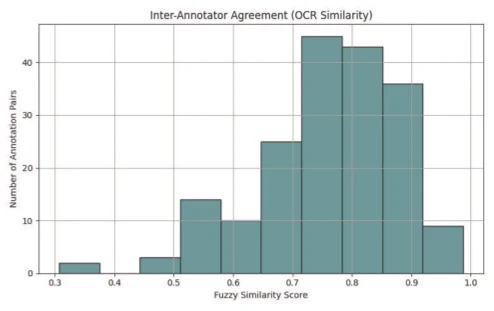 Inter-Annotator Agreement (OCR Similarity)
Number of Annotation Pairs
40
30
20
10
0
0.3 0.4 0.5 0.6 0.7 0.8 0.9 1.0
Fuzzy Similarity Score